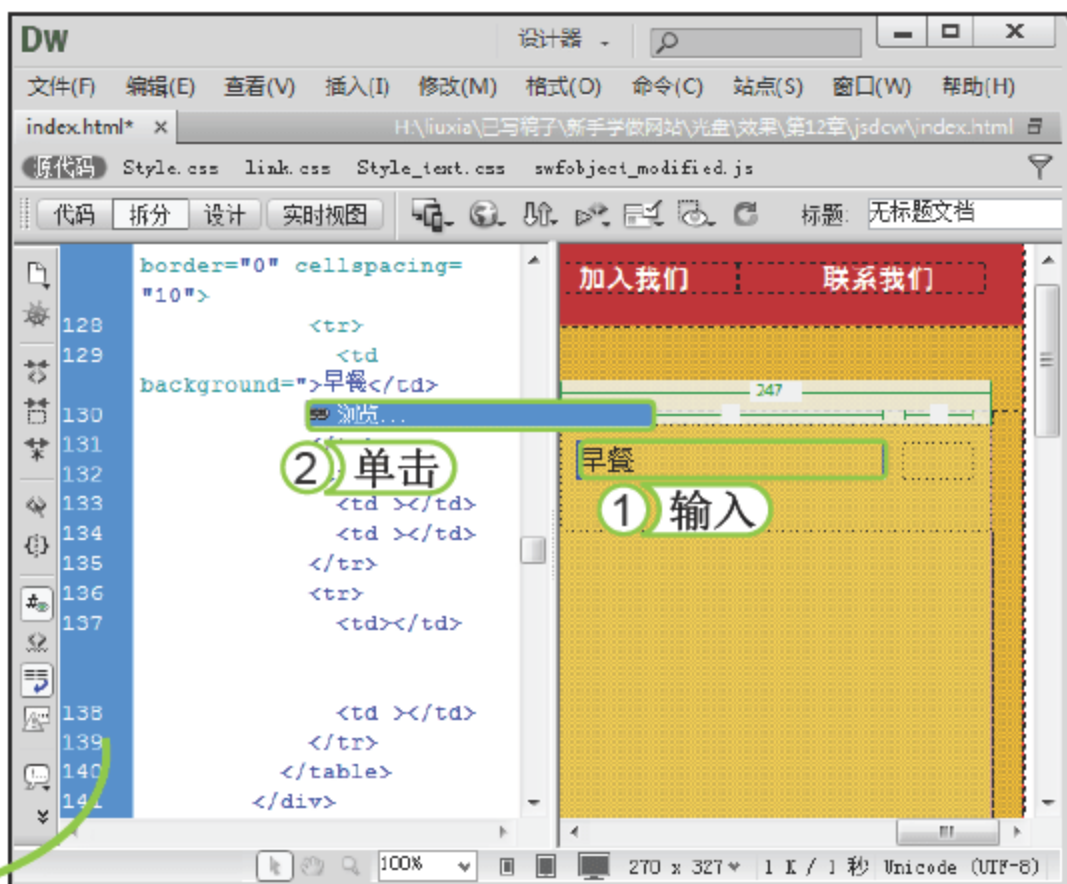 Dw 设计器
文件(F) 编辑(E) 查看(V) 插入(I) 修改(M) 格式(O) 命令(C) 站点(S) 窗口(W) 帮助(H)
index.html* × H:\liuxia\已写稿子\新手学做网站\光盘\效果\第12章\jsdcw\index.html
源代码 Style.css link.css Style_text.css swfobject_modified.js
代码 拆分 设计 实时视图 标题: 无标题文档
border="0" cellspacing=
"10">
128 <tr>
129 <td
background=">早餐</td>
浏览...
130
131
132
② 单击
133 <td ></td>
134 <td ></td>
135 </tr>
136 <tr>
137 <td></td>
138 <td ></td>
139 </tr>
140 </table>
141 </div>
加入我们 联系我们
247
早餐
① 输入
100% 270 x 327 1 K / 1 秒 Unicode (UTF-8)